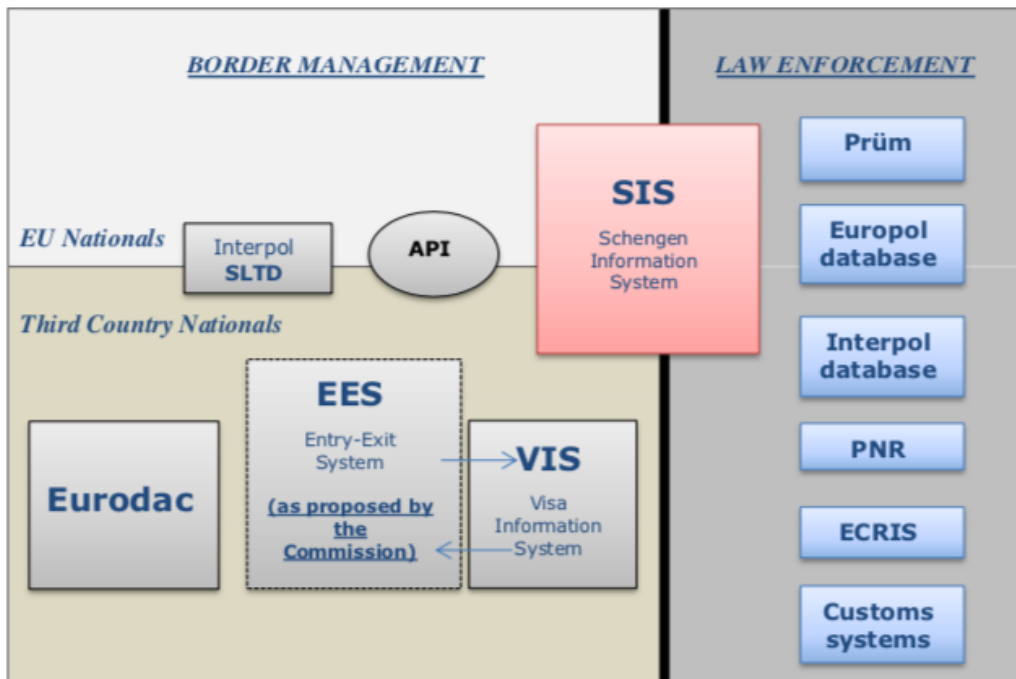 BORDER MANAGEMENT
LAW ENFORCEMENT
EU Nationals
Interpol
SLTD
API
SIS
Schengen
Information
System
Third Country Nationals
Eurodac
EES
Entry-Exit
System
(as proposed by
the
Commission)
VIS
Visa
Information
System
Prüm
Europol
database
Interpol
database
PNR
ECRIS
Customs
systems